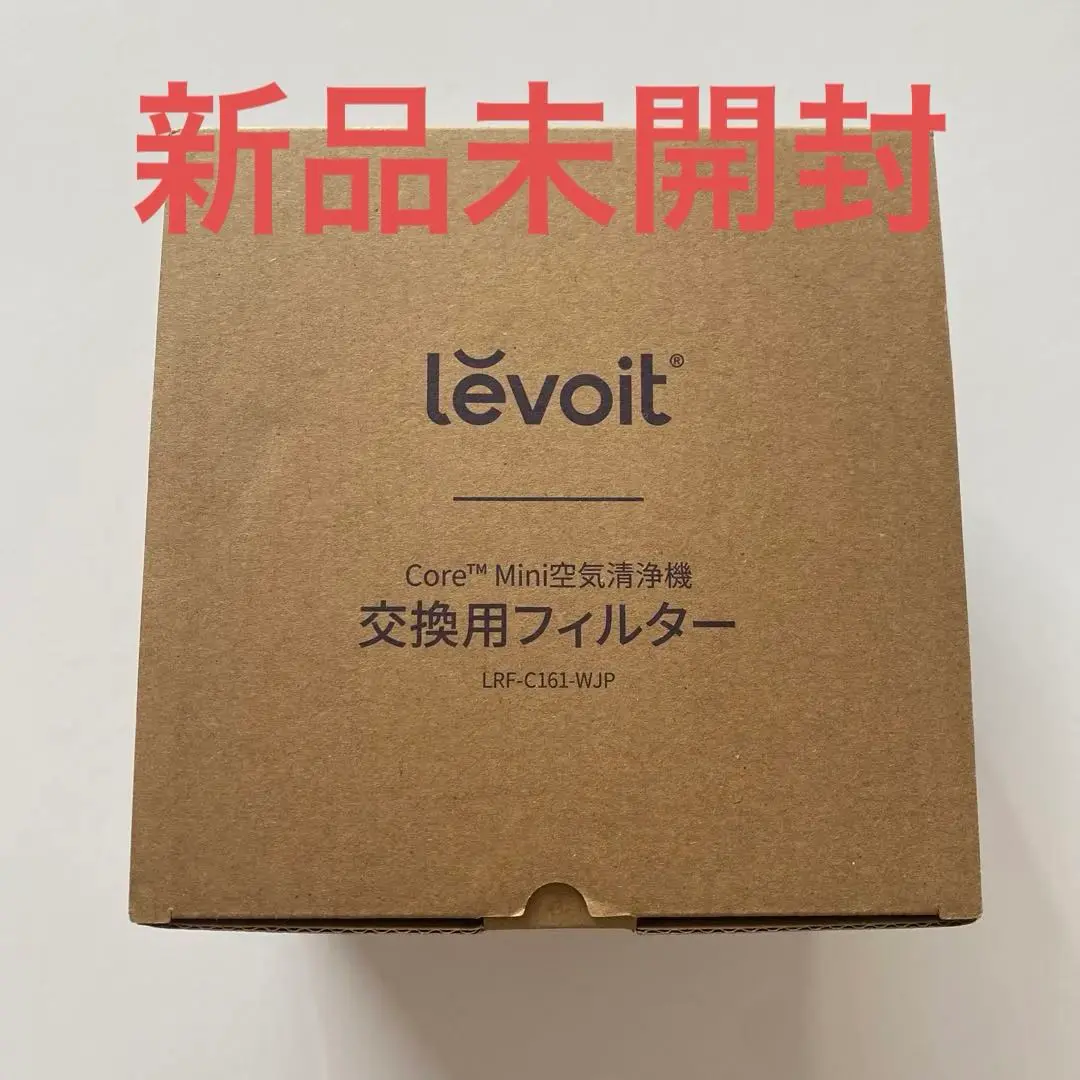 新品未開封
levoit®
Core™ Mini空気清浄機
交換用フィルター
LRF-C161-WJP